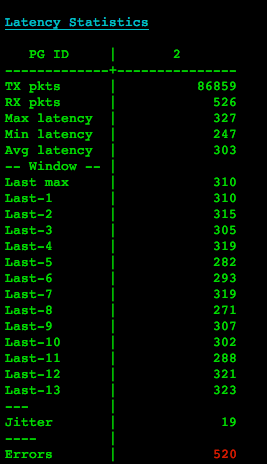 Latency Statistics
PG ID | 2
-------------+---------------
TX pkts | 86859
RX pkts | 526
Max latency | 327
Min latency | 247
Avg latency | 303
-- Window -- |
Last max | 310
Last-1 | 310
Last-2 | 315
Last-3 | 305
Last-4 | 319
Last-5 | 282
Last-6 | 293
Last-7 | 319
Last-8 | 271
Last-9 | 307
Last-10 | 302
Last-11 | 288
Last-12 | 321
Last-13 | 323
--- |
Jitter | 19
---- |
Errors | 520